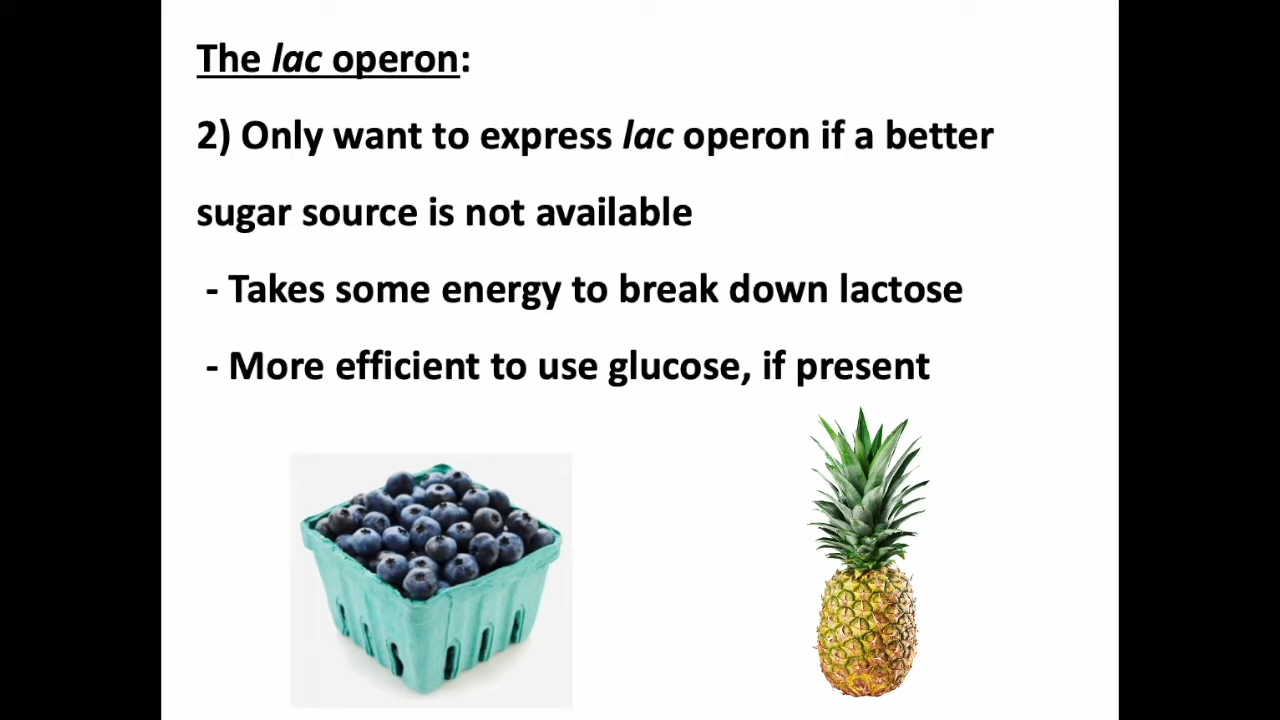 The lac operon:
2) Only want to express lac operon if a better
sugar source is not available
- Takes some energy to break down lactose
- More efficient to use glucose, if present